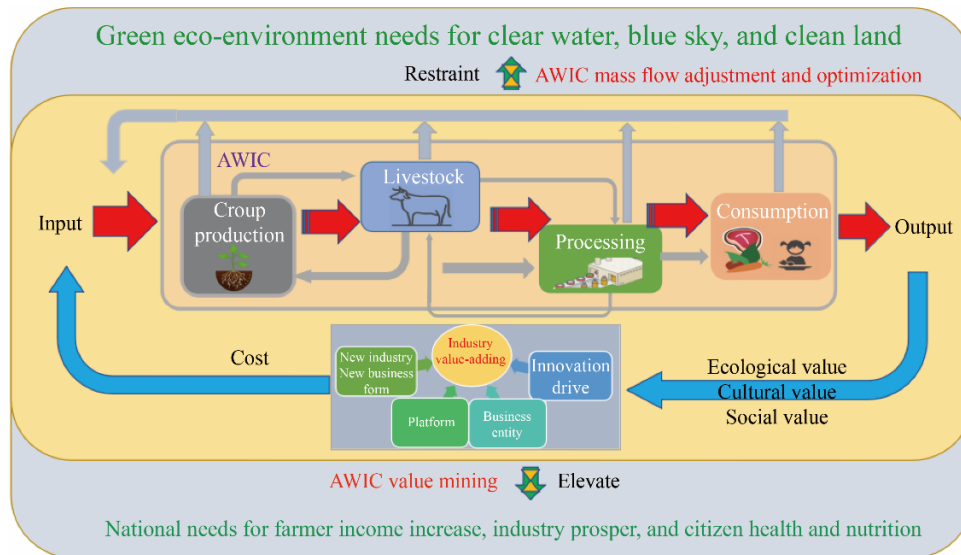 Green eco-environment needs for clear water, blue sky, and clean land
Restraint
AWIC mass flow adjustment and optimization
AWIC
Input
Croup
production
Livestock
Processing
Consumption
Output
Cost
New industry
New business
form
Industry
value-adding
Innovation
drive
Platform
Business
entity
Ecological value
Cultural value
Social value
AWIC value mining
Elevate
National needs for farmer income increase, industry prosper, and citizen health and nutrition